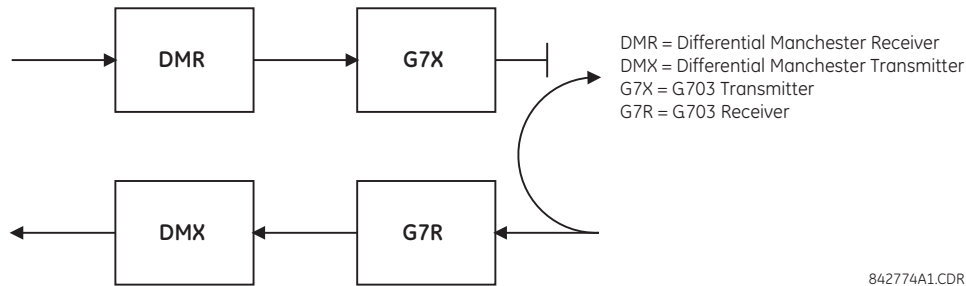 DMR
G7X
DMR = Differential Manchester Receiver
DMX = Differential Manchester Transmitter
G7X = G703 Transmitter
G7R = G703 Receiver
DMX
G7R
842774A1.CDR